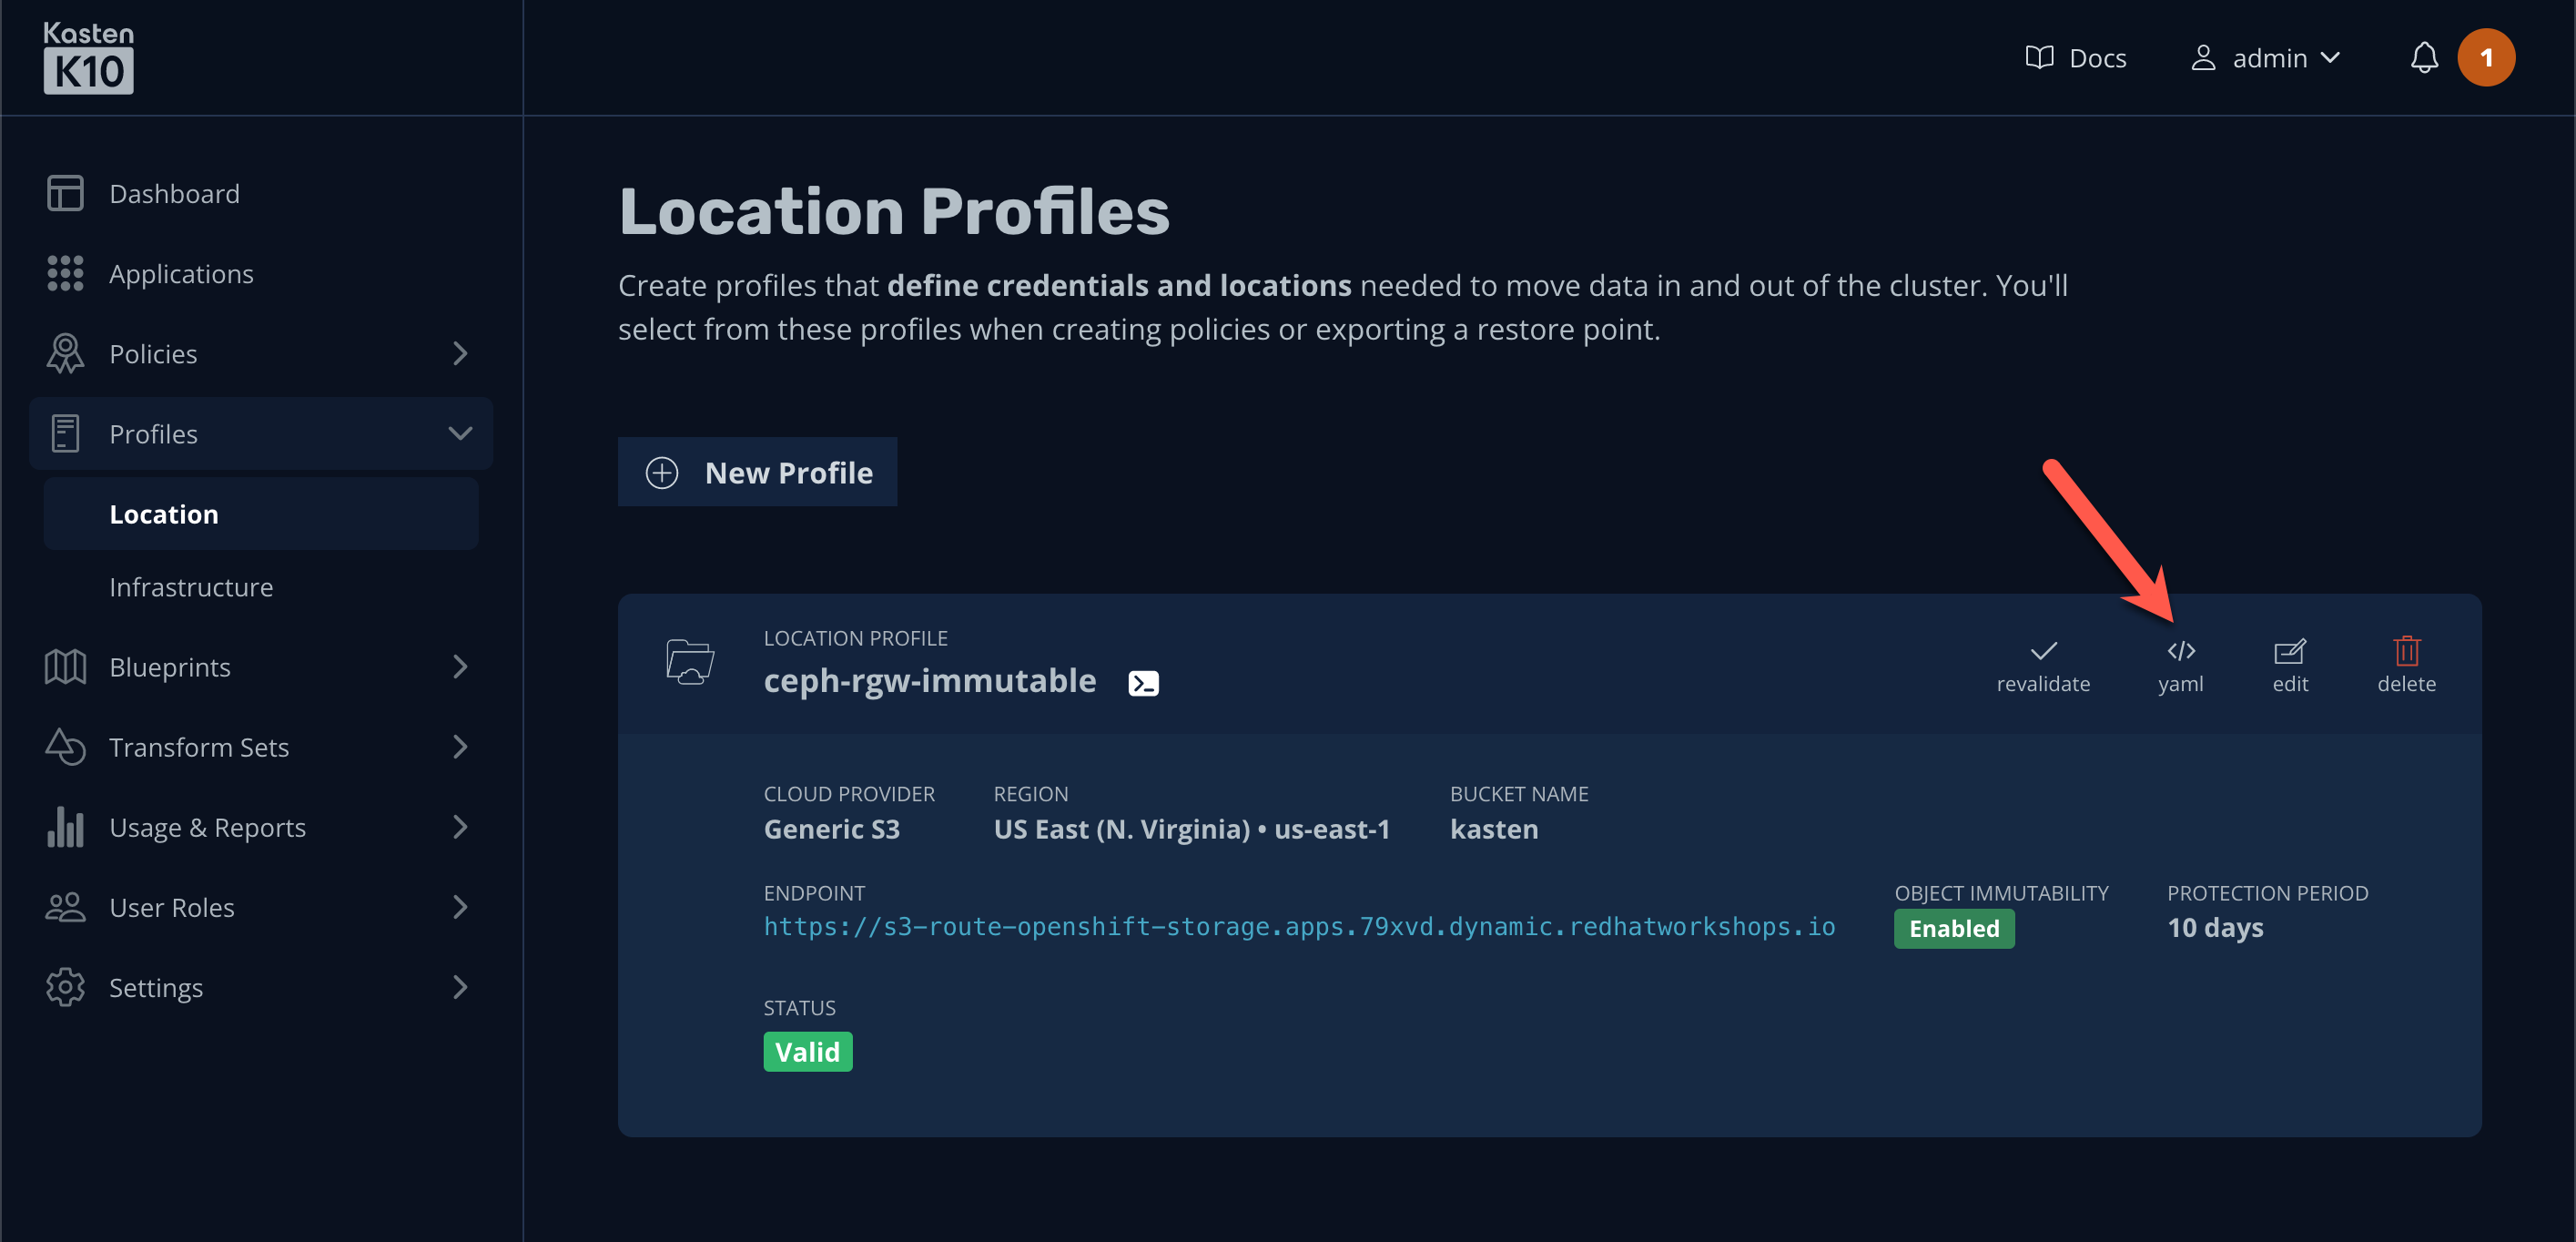 Kasten
K10
Docs
admin
1
Dashboard
Applications
Policies
Profiles
Location
Infrastructure
Blueprints
Transform Sets
Usage & Reports
User Roles
Settings
Location Profiles
Create profiles that define credentials and locations needed to move data in and out of the cluster. You'll
select from these profiles when creating policies or exporting a restore point.
New Profile
LOCATION PROFILE
ceph-rgw-immutable
revalidate
yaml
edit
delete
CLOUD PROVIDER
Generic S3
REGION
US East (N. Virginia) • us-east-1
BUCKET NAME
kasten
ENDPOINT
https://s3-route-openshift-storage.apps.79xvd.dynamic.redhatworkshops.io
OBJECT IMMUTABILITY
Enabled
PROTECTION PERIOD
10 days
STATUS
Valid